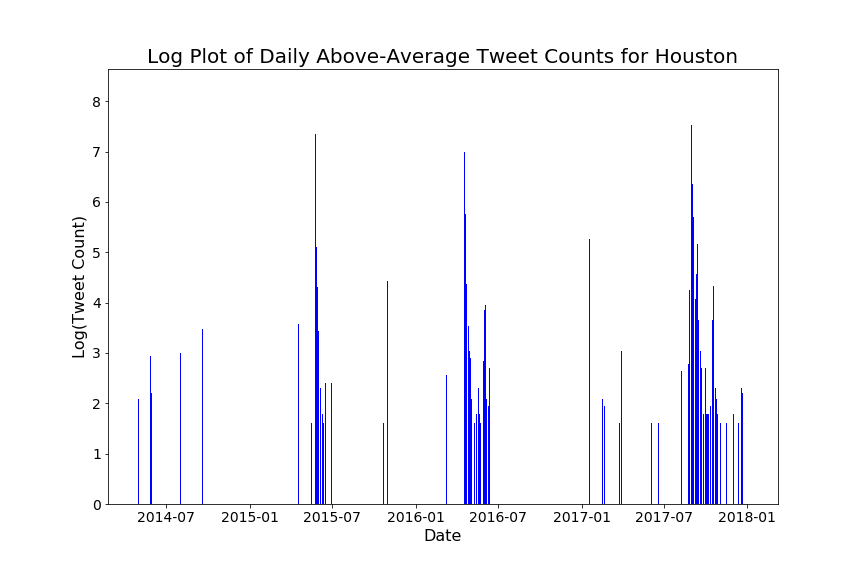 Log Plot of Daily Above-Average Tweet Counts for Houston
Log(Tweet Count)
8
7
6
5
4
3
2
1
0
2014-07 2015-01 2015-07 2016-01 2016-07 2017-01 2017-07 2018-01
Date